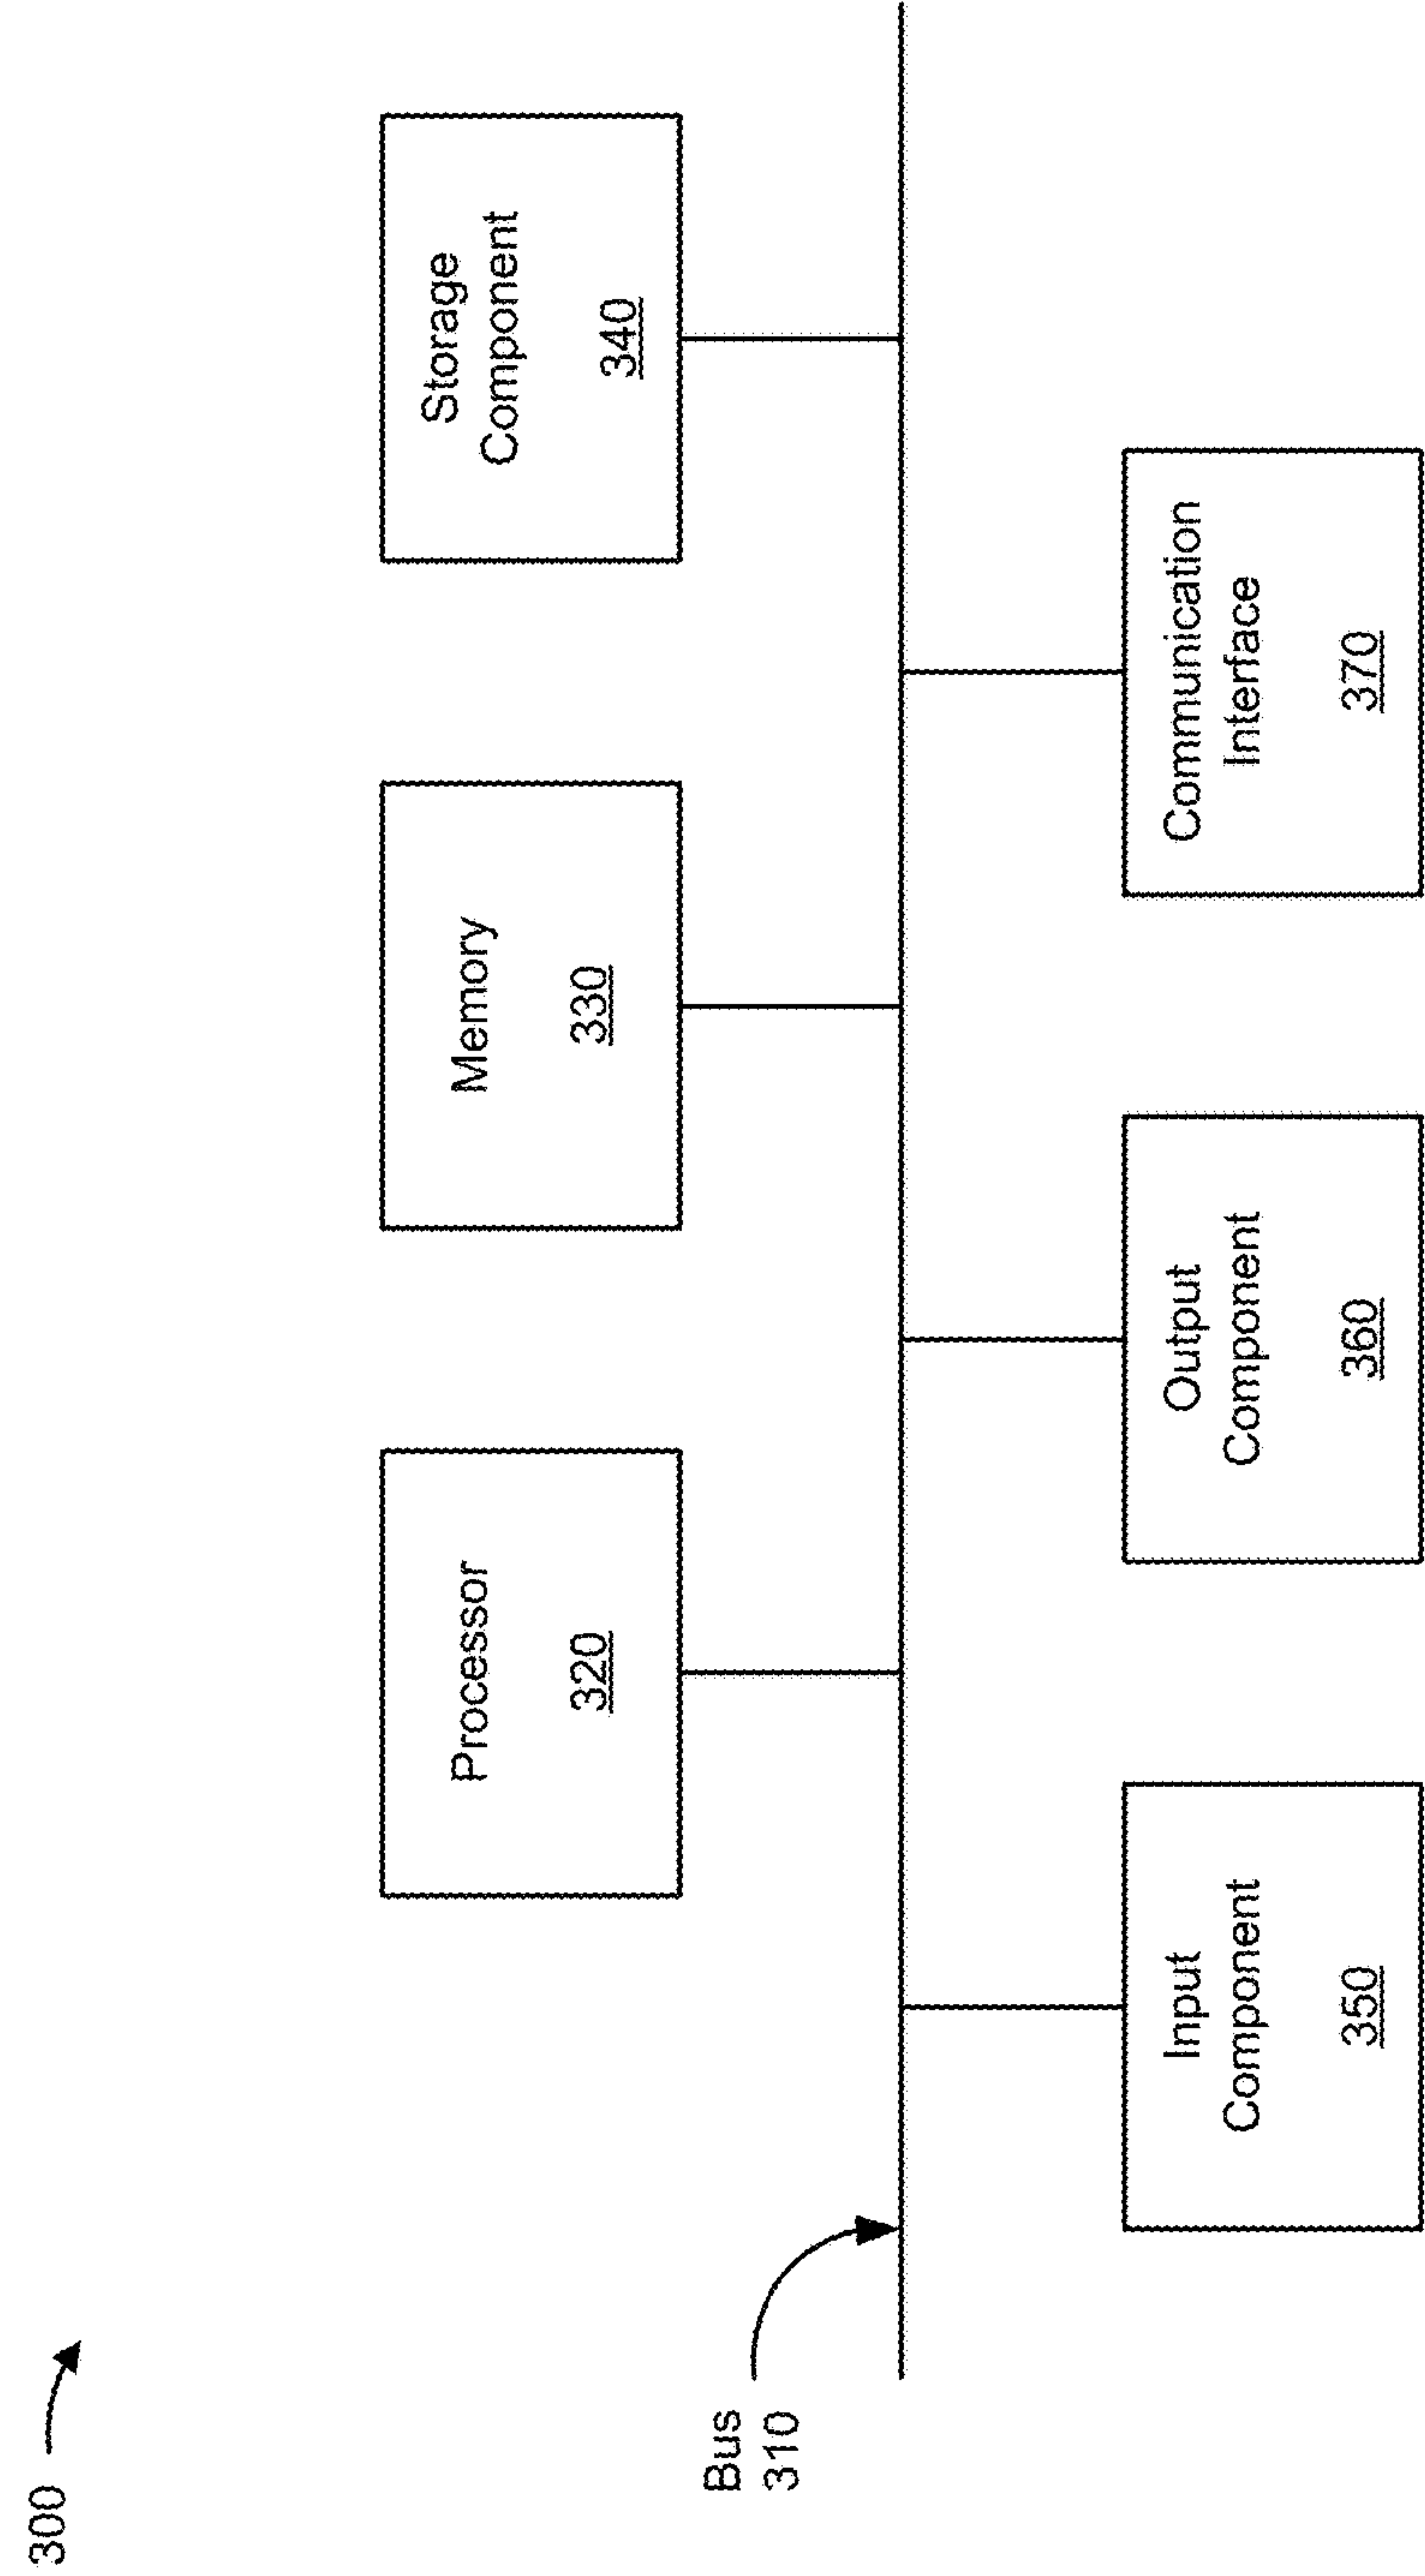 300
Processor
320
Memory
330
Storage
Component
340
Bus
310
Input
Component
350
Output
Component
360
Communication
Interface
370